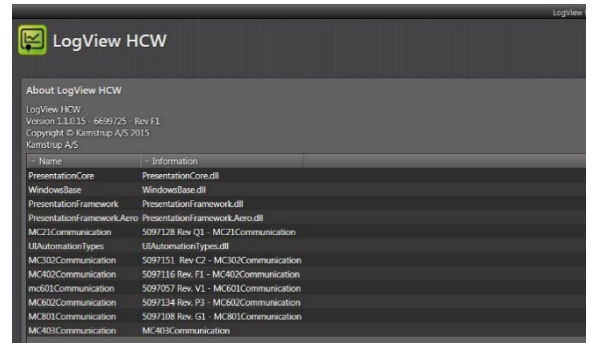 LogView
LogView HCW
About LogView HCW
LogView HCW
Version 1.1.0.15 - 6699725 - Rev F1
Copyright © Kamstrup A/S 2015
Kamstrup A/S
Name Information
PresentationCore PresentationCore.dll
WindowsBase WindowsBase.dll
PresentationFramework PresentationFramework.dll
PresentationFramework.Aero PresentationFramework.Aero.dll
MC21Communication 5097128 Rev Q1 - MC21Communication
UIAutomationTypes UIAutomationTypes.dll
MC302Communication 5097151 Rev C2 - MC302Communication
MC402Communication 5097116 Rev. F1 - MC402Communication
mc601Communication 5097057 Rev. V1 - MC601Communication
MC602Communication 5097134 Rev. P3 - MC602Communication
MC801Communication 5097108 Rev. G1 - MC801Communication
MC403Communication MC403Communication